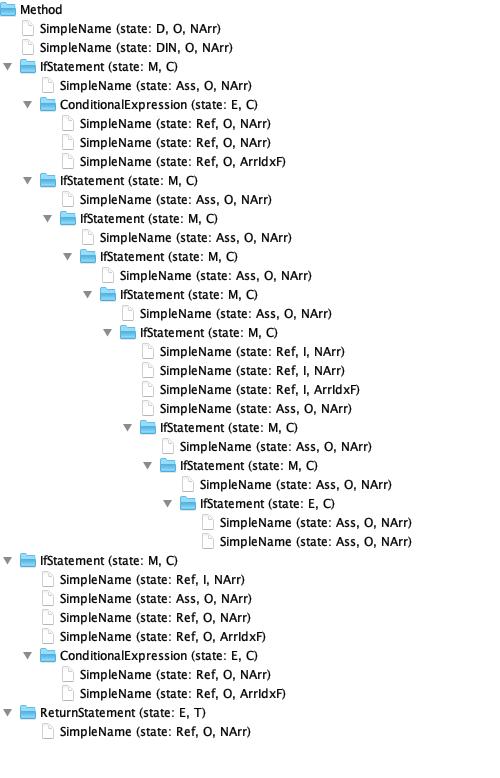 Method
SimpleName (state: D, O, NArr)
SimpleName (state: DIN, O, NArr)
IfStatement (state: M, C)
SimpleName (state: Ass, O, NArr)
ConditionalExpression (state: E, C)
SimpleName (state: Ref, O, NArr)
SimpleName (state: Ref, O, NArr)
SimpleName (state: Ref, O, ArrIdxF)
IfStatement (state: M, C)
SimpleName (state: Ass, O, NArr)
IfStatement (state: M, C)
SimpleName (state: Ass, O, NArr)
IfStatement (state: M, C)
SimpleName (state: Ass, O, NArr)
IfStatement (state: M, C)
SimpleName (state: Ass, O, NArr)
IfStatement (state: M, C)
SimpleName (state: Ref, I, NArr)
SimpleName (state: Ref, I, NArr)
SimpleName (state: Ref, I, ArrIdxF)
SimpleName (state: Ass, O, NArr)
IfStatement (state: M, C)
SimpleName (state: Ass, O, NArr)
IfStatement (state: M, C)
SimpleName (state: Ass, O, NArr)
IfStatement (state: E, C)
SimpleName (state: Ass, O, NArr)
SimpleName (state: Ass, O, NArr)
IfStatement (state: M, C)
SimpleName (state: Ref, I, NArr)
SimpleName (state: Ass, O, NArr)
SimpleName (state: Ref, O, NArr)
SimpleName (state: Ref, O, ArrIdxF)
ConditionalExpression (state: E, C)
SimpleName (state: Ref, O, NArr)
SimpleName (state: Ref, O, ArrIdxF)
ReturnStatement (state: E, T)
SimpleName (state: Ref, O, NArr)